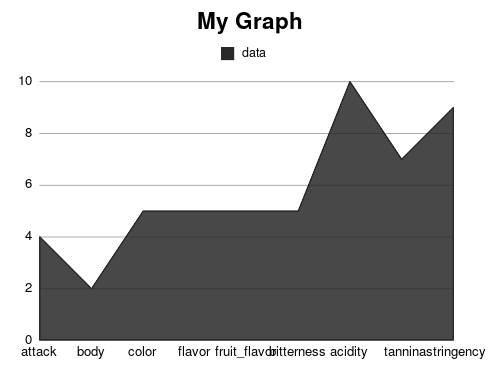 My Graph
data
10
8
6
4
2
0
attack body color flavor fruit_flavor bitterness acidity tannin astringency